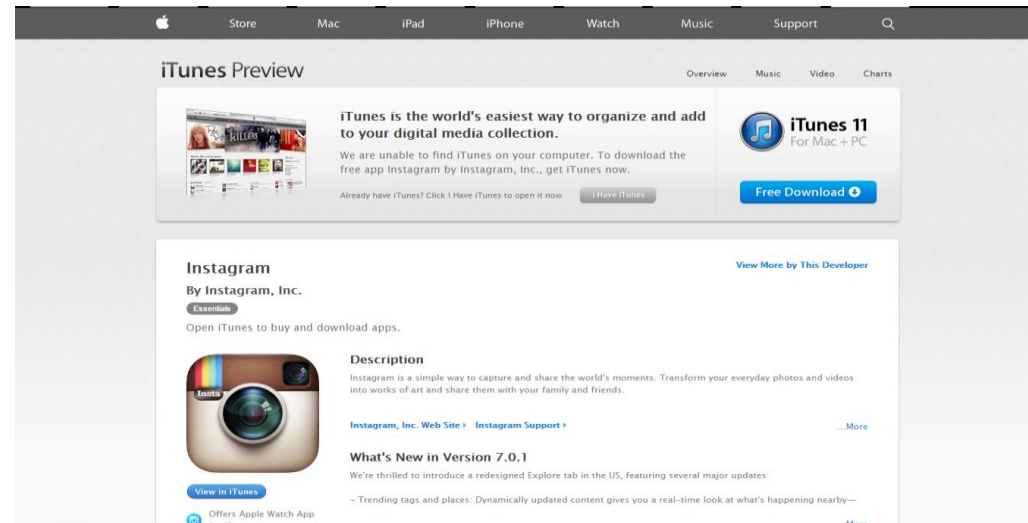 Store Mac iPad iPhone Watch Music Support
iTunes Preview
Overview Music Video Charts
iTunes is the world's easiest way to organize and add
to your digital media collection.
We are unable to find iTunes on your computer. To download the
free app Instagram by Instagram, Inc., get iTunes now.
Already have iTunes? Click I Have iTunes to open it now. I Have iTunes
iTunes 11
For Mac + PC
Free Download
KILLERS
Instagram
View More by This Developer
By Instagram, Inc.
Essentials
Open iTunes to buy and download apps.
Insta
View in iTunes
Offers Apple Watch App
Description
Instagram is a simple way to capture and share the world's moments. Transform your everyday photos and videos
into works of art and share them with your family and friends.
Instagram, Inc. Web Site Instagram Support
...More
What's New in Version 7.0.1
We're thrilled to introduce a redesigned Explore tab in the US, featuring several major updates:
– Trending tags and places: Dynamically updated content gives you a real-time look at what's happening nearby—